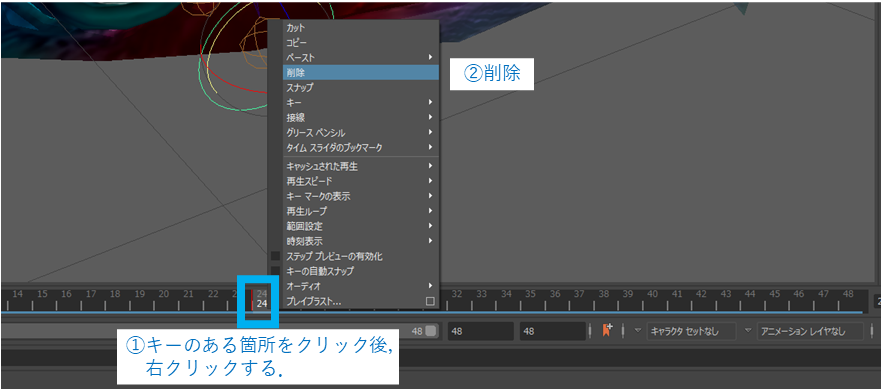 カット
コピー
ペースト
削除
スナップ
キー
接線
グリース ペンシル
タイム スライダのブックマーク
キャッシュされた再生
再生スピード
キー マークの表示
再生ループ
範囲設定
時刻表示
ステップ プレビューの有効化
キーの自動スナップ
オーディオ
プレイブラスト...
②削除
14 15 16 17 18 19 20 21 22 24 32 33 34 35 36 37 38 39 40 41 42 43 44 45 46 47 48
24
48 48 48
キャラクタ セットなし
アニメーション レイヤなし
①キーのある箇所をクリック後,
右クリックする.